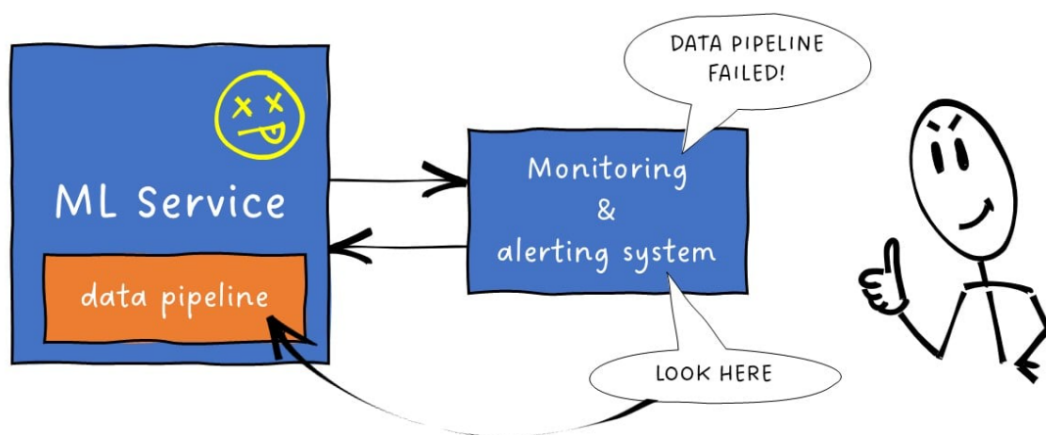 ML Service
data pipeline
Monitoring
&
alerting system
DATA PIPELINE
FAILED!
LOOK HERE